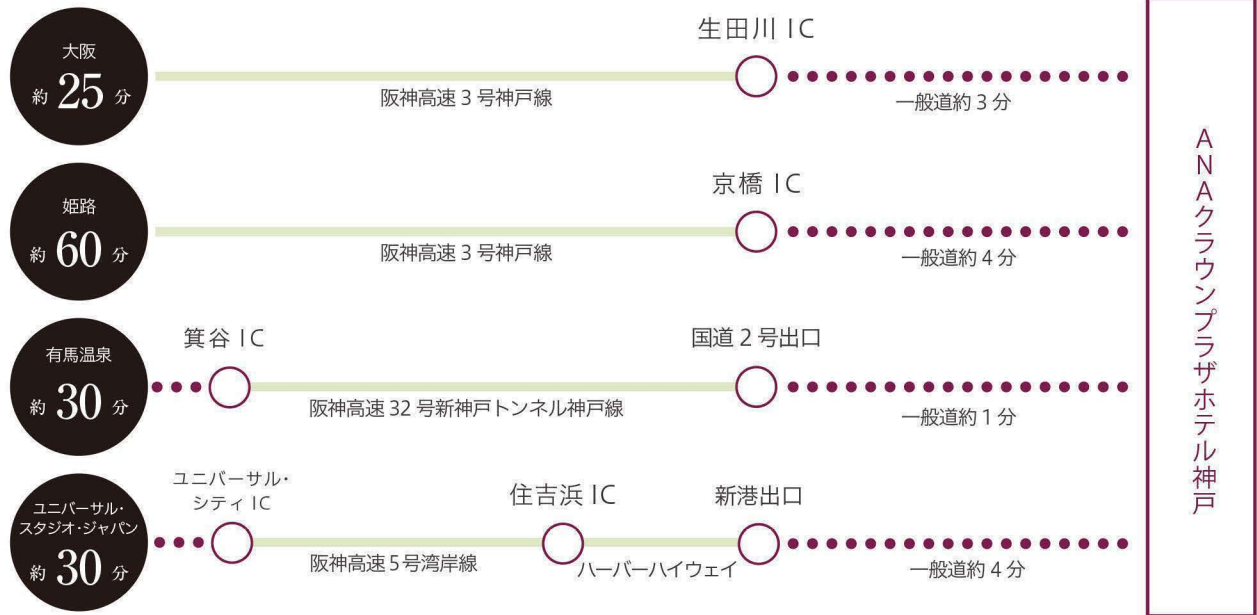 大阪
約 25 分
生田川 IC
阪神高速 3 号神戸線
一般道約 3 分
姫路
約 60 分
京橋 IC
阪神高速 3 号神戸線
一般道約 4 分
有馬温泉
約 30 分
箕谷 IC
国道 2 号出口
阪神高速 32 号新神戸トンネル神戸線
一般道約 1 分
ユニバーサル・
スタジオ・ジャパン
約 30 分
ユニバーサル・
シティ IC
住吉浜 IC
新港出口
阪神高速 5 号湾岸線
ハーバーハイウェイ
一般道約 4 分
ANAクラウンプラザホテル神戸